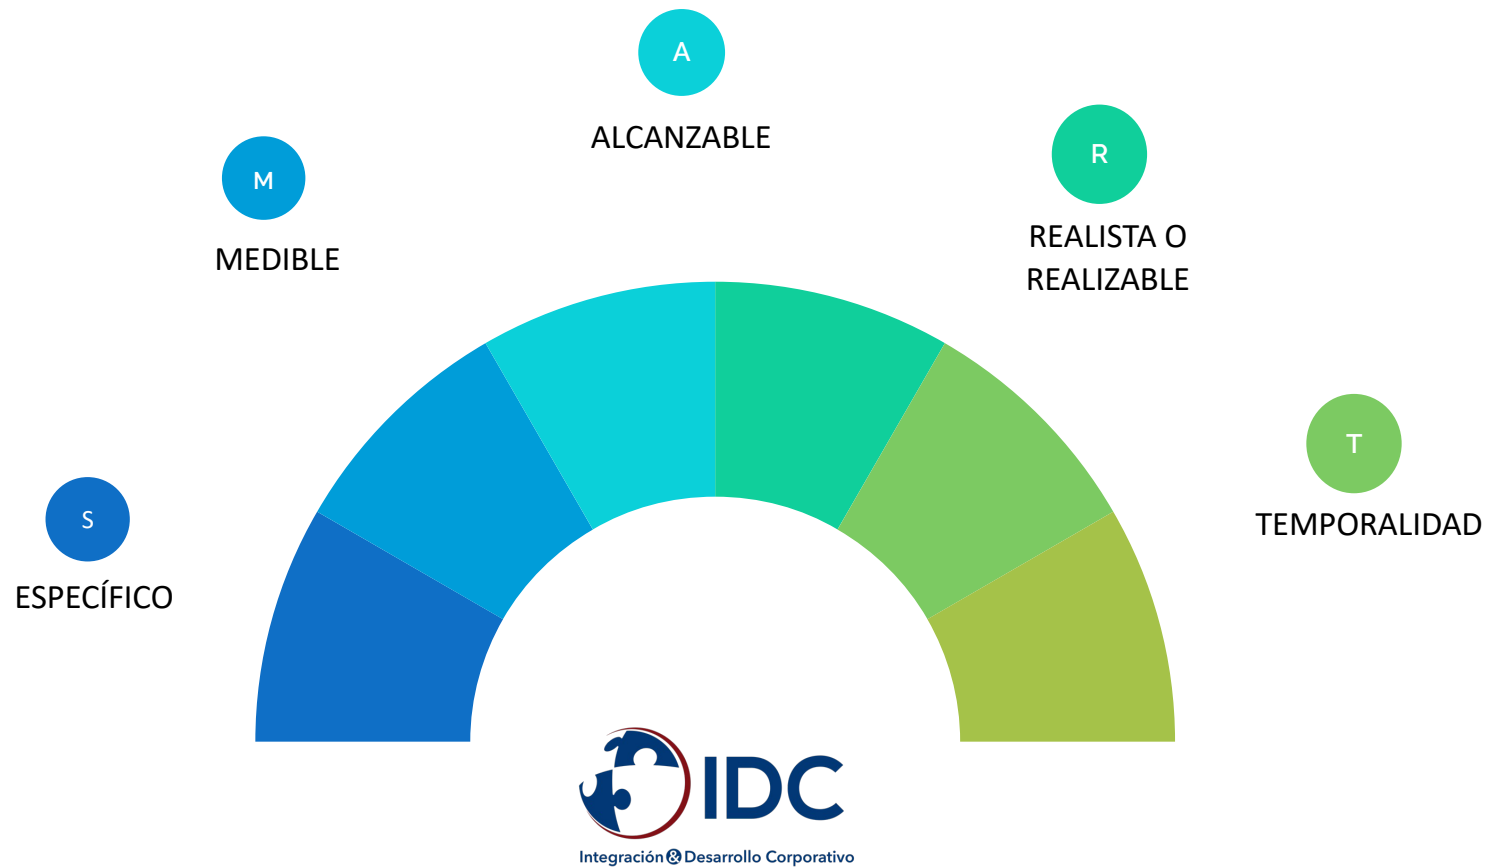 A
ALCANZABLE
M
MEDIBLE
R
REALISTA O
REALIZABLE
S
ESPECÍFICO
T
TEMPORALIDAD
IDC
Integración & Desarrollo Corporativo